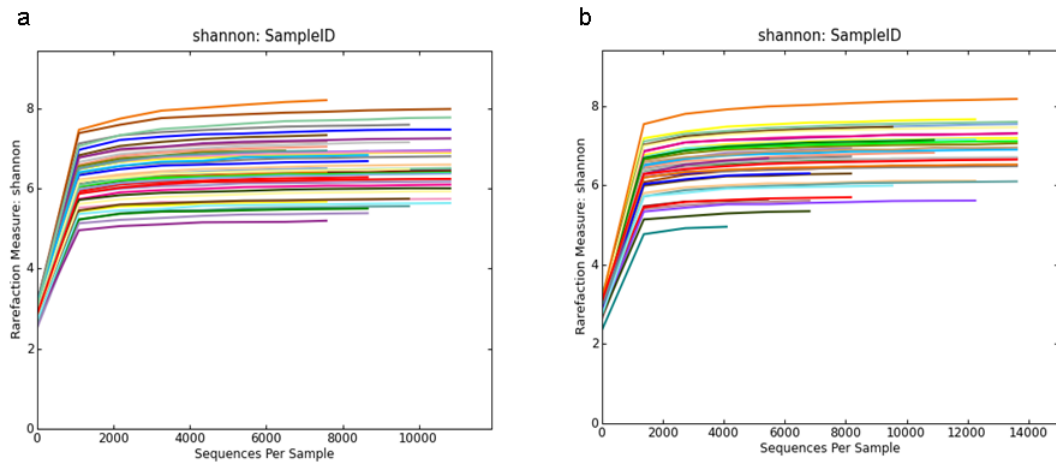 a
shannon: SampleID
Rarefaction Measure: shannon
8
6
4
2
0
0 2000 4000 6000 8000 10000
Sequences Per Sample
b
shannon: SampleID
Rarefaction Measure: shannon
8
6
4
2
0
0 2000 4000 6000 8000 10000 12000 14000
Sequences Per Sample